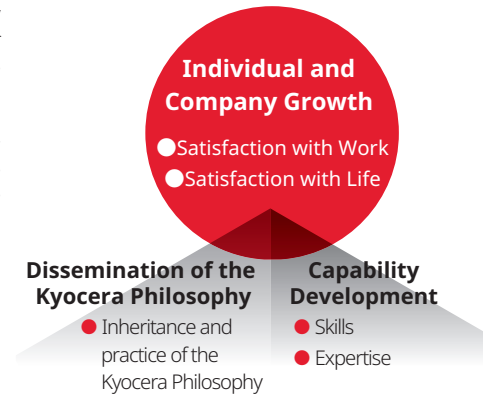 Individual and
Company Growth
●Satisfaction with Work
●Satisfaction with Life
Dissemination of the
Kyocera Philosophy
● Inheritance and
practice of the
Kyocera Philosophy
Capability
Development
● Skills
● Expertise